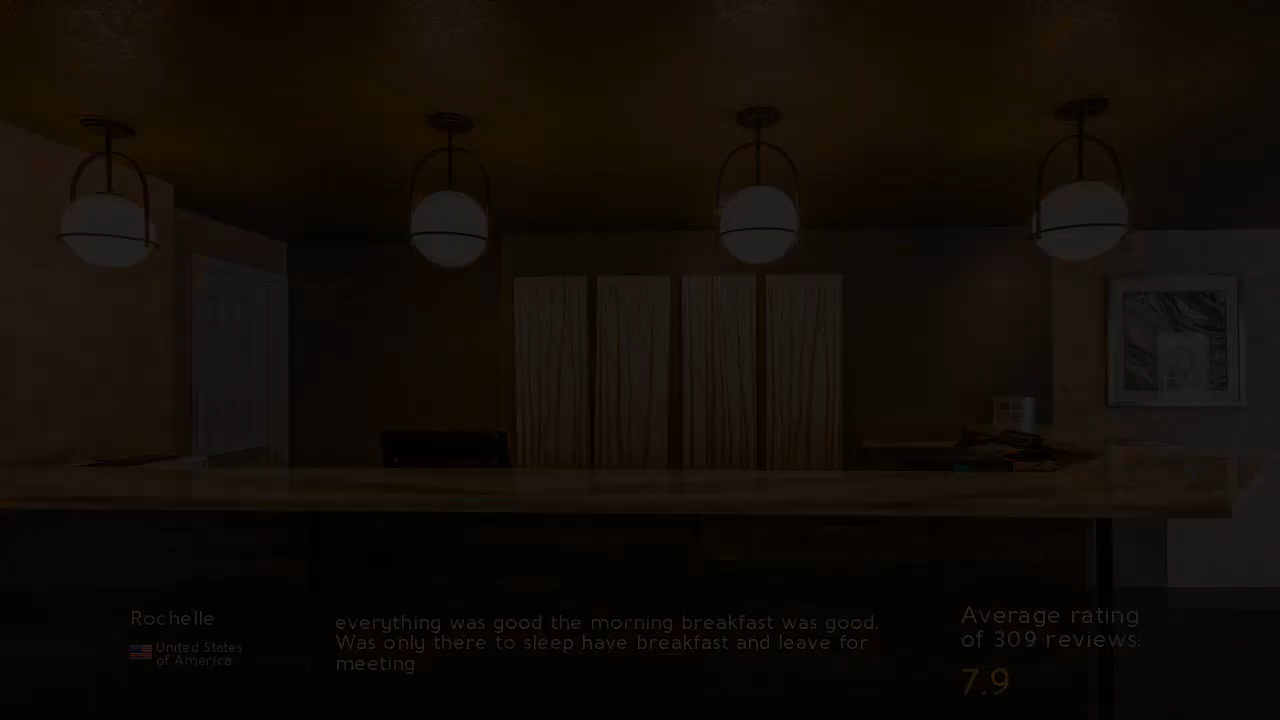 Rochelle
United States
of America
everything was good the morning breakfast was good.
Was only there to sleep have breakfast and leave for
meeting
Average rating
of 309 reviews:
7.9